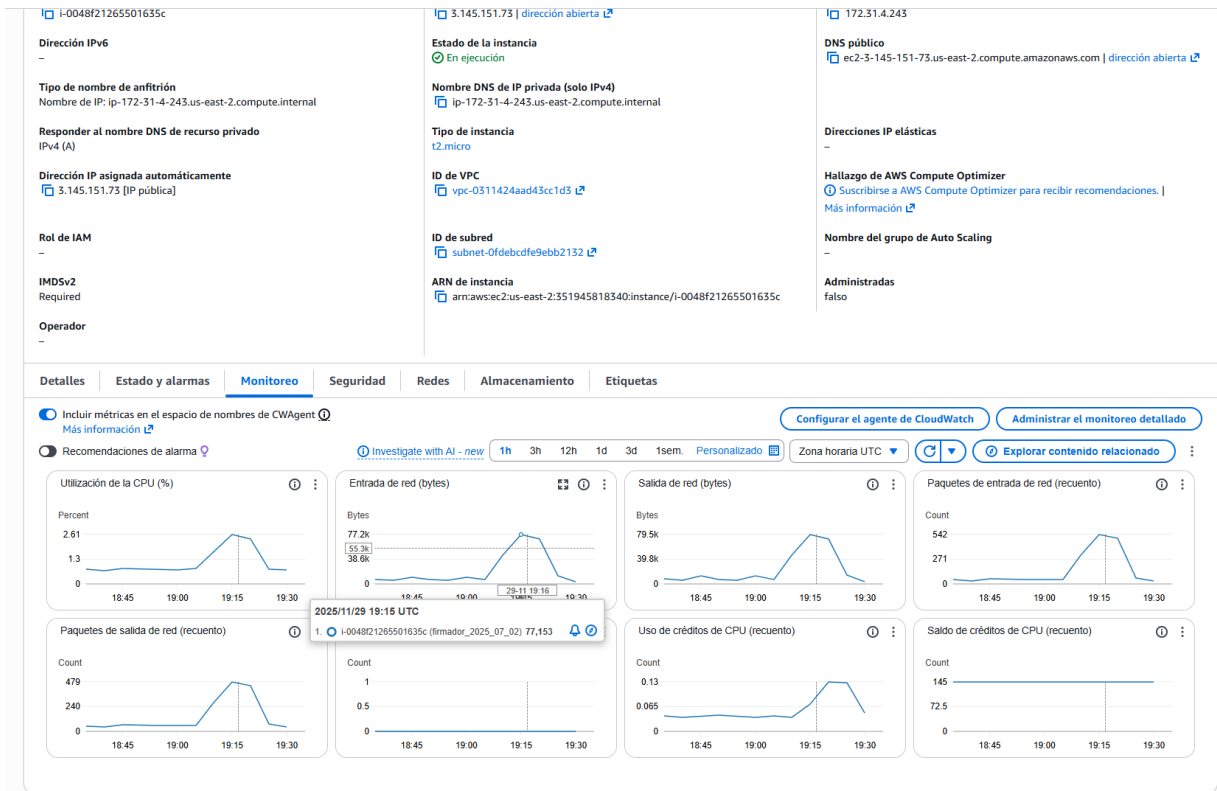 i-0048f21265501635c
3.145.151.73 | dirección abierta
172.31.4.243
Dirección IPv6
–
Estado de la instancia
En ejecución
DNS público
ec2-3-145-151-73.us-east-2.compute.amazonaws.com | dirección abierta
Tipo de nombre de anfitrión
Nombre de IP: ip-172-31-4-243.us-east-2.compute.internal
Nombre DNS de IP privada (solo IPv4)
ip-172-31-4-243.us-east-2.compute.internal
Responder al nombre DNS de recurso privado
IPv4 (A)
Tipo de instancia
t2.micro
Direcciones IP elásticas
–
Dirección IP asignada automáticamente
3.145.151.73 [IP pública]
ID de VPC
vpc-0311424aad43cc1d3
Hallazgo de AWS Compute Optimizer
Suscribirse a AWS Compute Optimizer para recibir recomendaciones. |
Más información
Rol de IAM
–
ID de subred
subnet-0fdebcdfe9ebb2132
Nombre del grupo de Auto Scaling
–
IMDSv2
Required
ARN de instancia
arn:aws:ec2:us-east-2:351945818340:instance/i-0048f21265501635c
Administradas
falso
Operador
–
Detalles Estado y alarmas Monitoreo Seguridad Redes Almacenamiento Etiquetas
Incluir métricas en el espacio de nombres de CWAgent
Más información
Configurar el agente de CloudWatch
Administrar el monitoreo detallado
Recomendaciones de alarma
Investigate with AI - new
1h 3h 12h 1d 3d 1sem. Personalizado
Zona horaria UTC
Explorar contenido relacionado
Utilización de la CPU (%)
Percent
2.61
1.3
0
18:45 19:00 19:15 19:30
Entrada de red (bytes)
Bytes
77.2k
55.3k
38.6k
0
18:45 19:00 19:15 19:30
29-11 19:16
Salida de red (bytes)
Bytes
79.5k
39.8k
0
18:45 19:00 19:15 19:30
Paquetes de entrada de red (recuento)
Count
542
271
0
18:45 19:00 19:15 19:30
2025/11/29 19:15 UTC
1. i-0048f21265501635c (firmador_2025_07_02) 77,153
Paquetes de salida de red (recuento)
Count
479
240
0
18:45 19:00 19:15 19:30
Count
1
0.5
0
18:45 19:00 19:15 19:30
Uso de créditos de CPU (recuento)
Count
0.13
0.065
0
18:45 19:00 19:15 19:30
Saldo de créditos de CPU (recuento)
Count
145
72.5
0
18:45 19:00 19:15 19:30